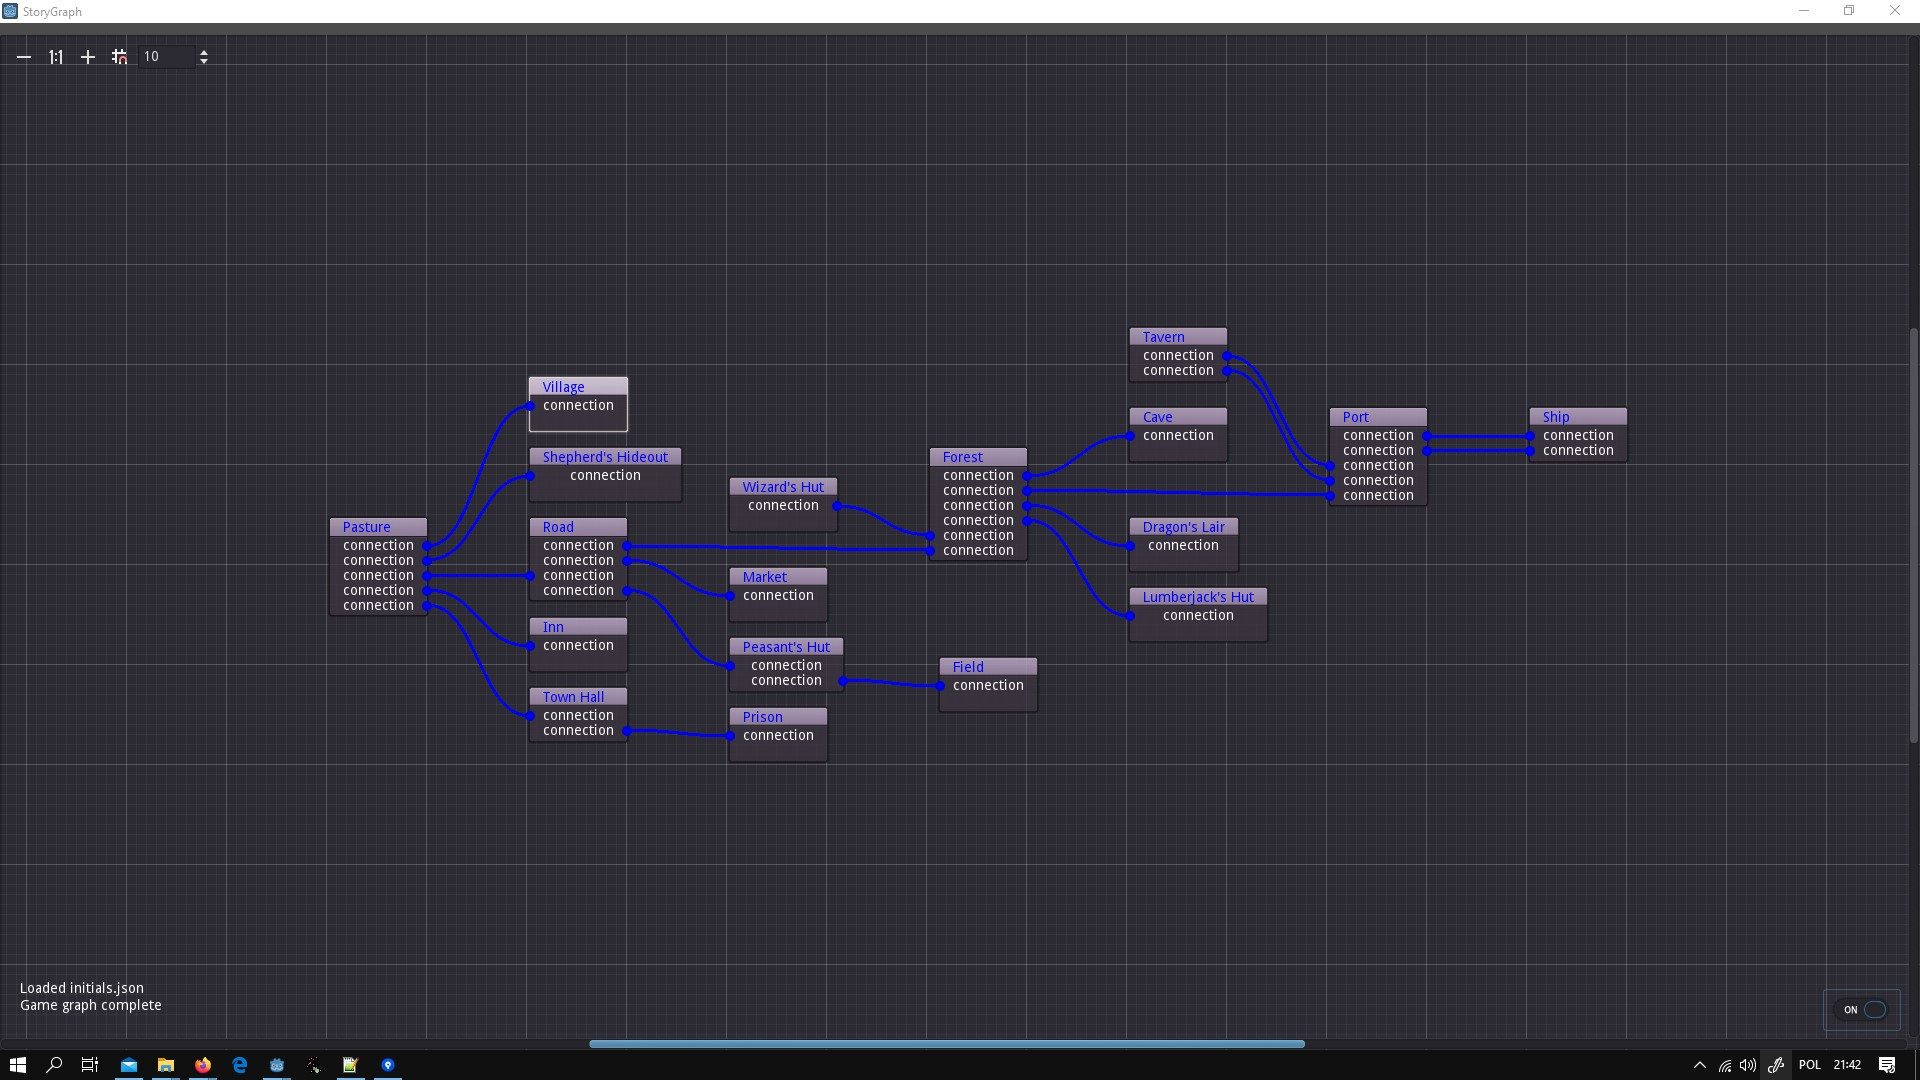 StoryGraph
1:1
10
Tavern
connection
connection
Village
connection
Cave
connection
Port
connection
connection
connection
connection
connection
Ship
connection
connection
Shepherd's Hideout
connection
Forest
connection
connection
connection
connection
connection
connection
Wizard's Hut
connection
Pasture
connection
connection
connection
connection
connection
Road
connection
connection
connection
connection
Dragon's Lair
connection
Market
connection
Lumberjack's Hut
connection
Inn
connection
Peasant's Hut
connection
connection
Field
connection
Town Hall
connection
connection
Prison
connection
Loaded initials.json
Game graph complete
ON
POL 21:42